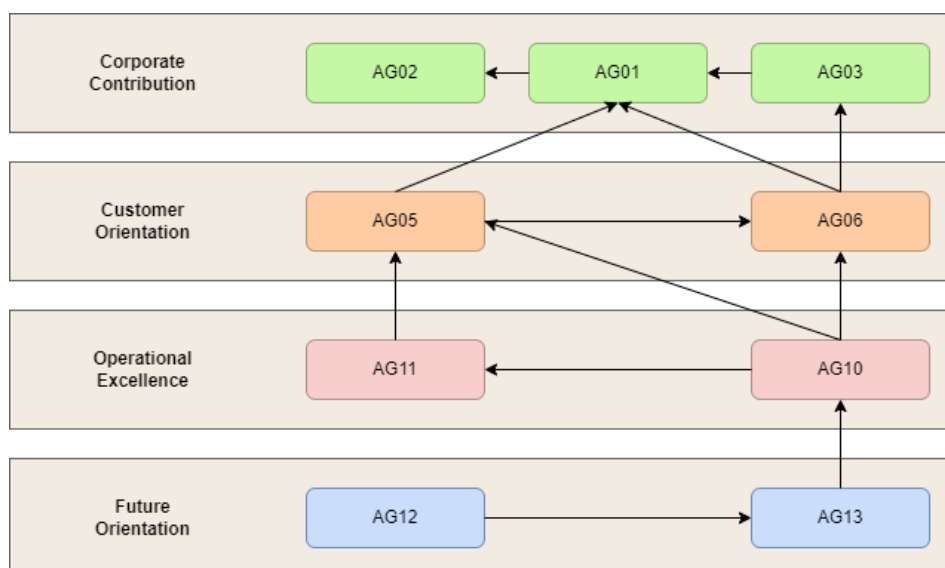 Corporate
Contribution
AG02
AG01
AG03
Customer
Orientation
AG05
AG06
Operational
Excellence
AG11
AG10
Future
Orientation
AG12
AG13